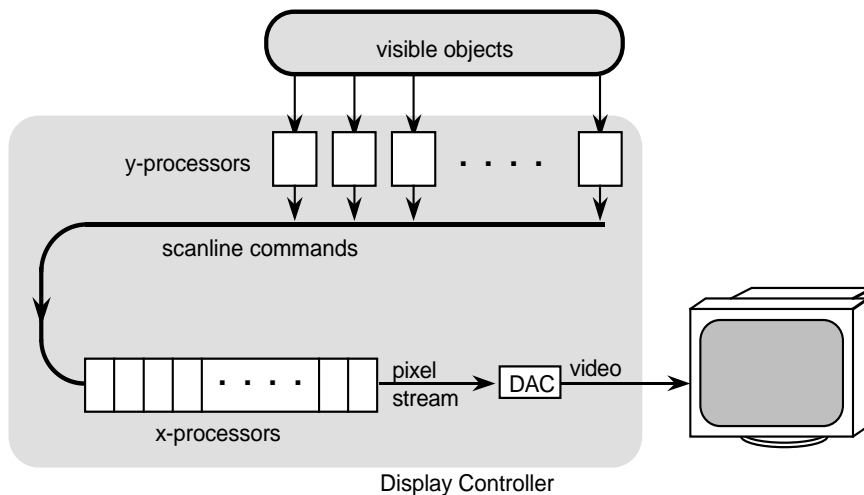 visible objects
y-processors
. . . .
scanline commands
. . . .
pixel
stream
DAC
video
x-processors
Display Controller